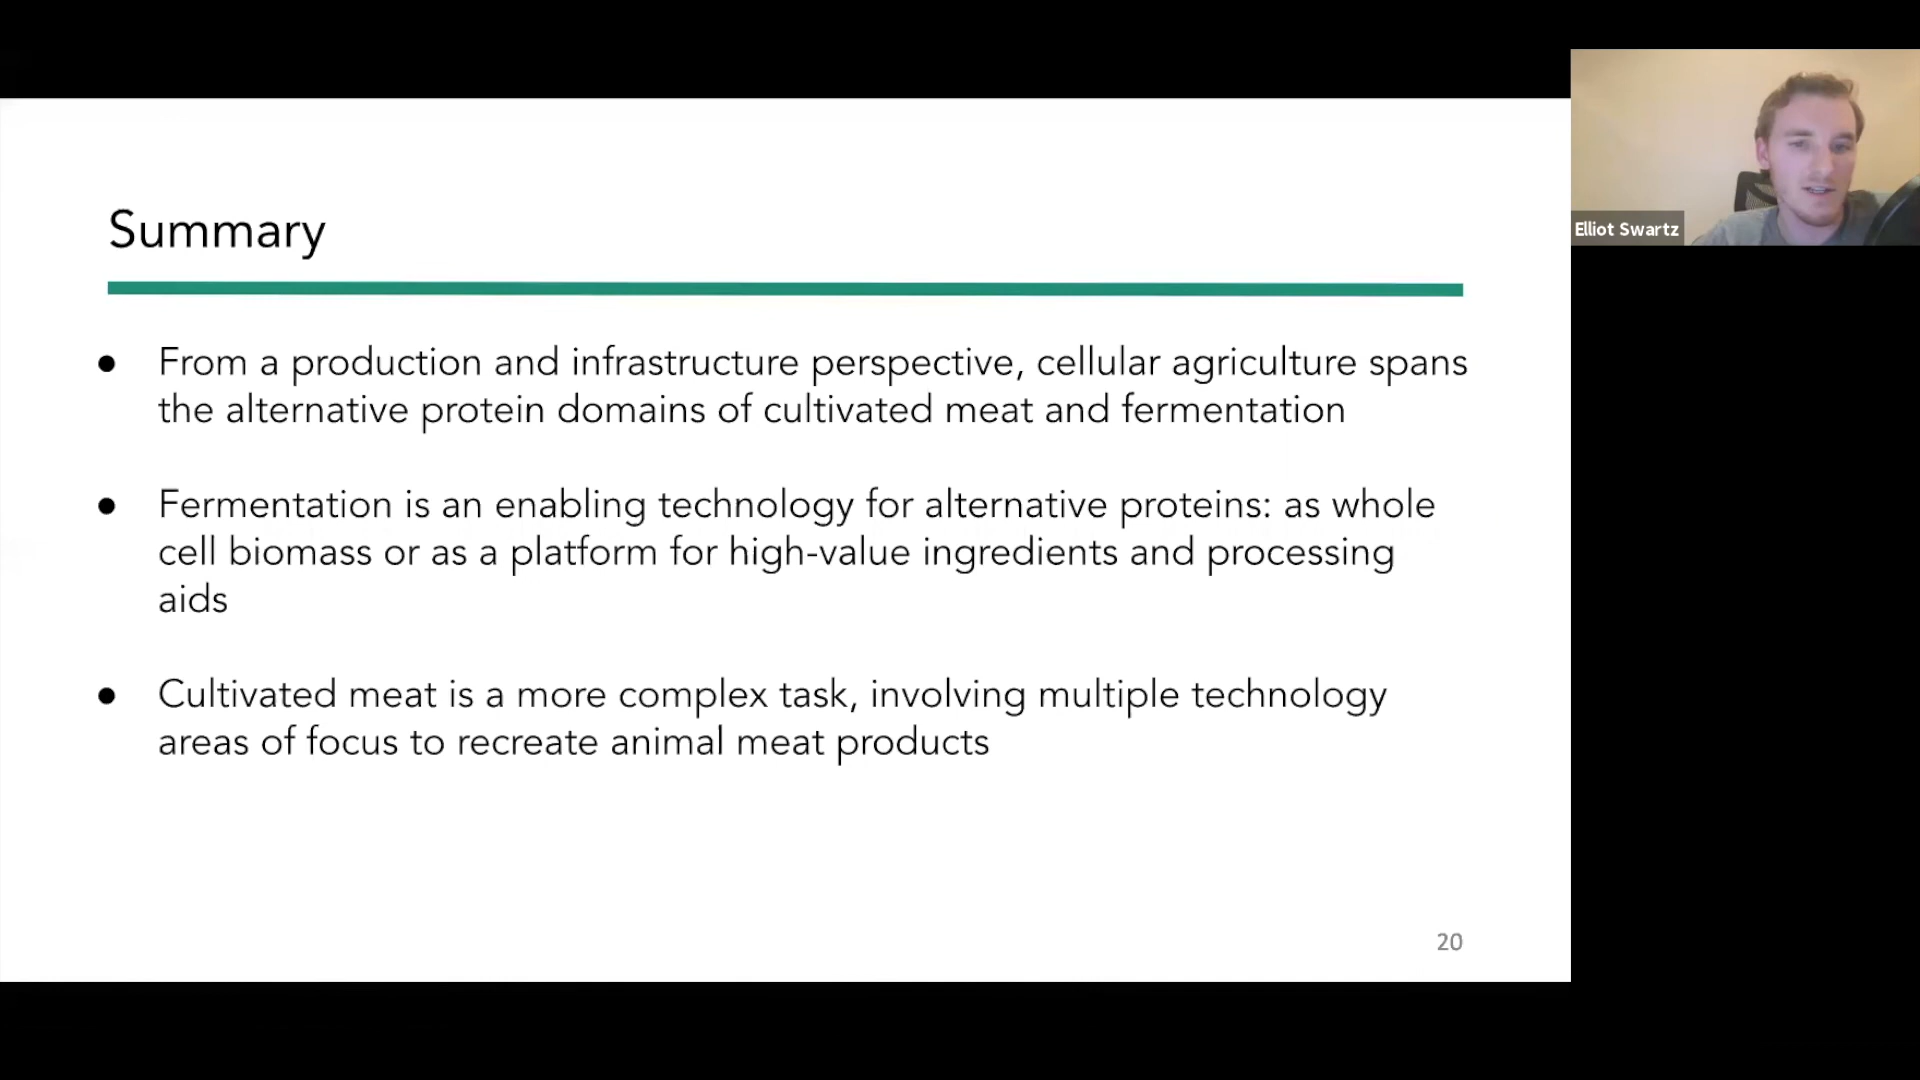 Summary
● From a production and infrastructure perspective, cellular agriculture spans
the alternative protein domains of cultivated meat and fermentation
● Fermentation is an enabling technology for alternative proteins: as whole
cell biomass or as a platform for high-value ingredients and processing
aids
● Cultivated meat is a more complex task, involving multiple technology
areas of focus to recreate animal meat products
20
Elliot Swartz